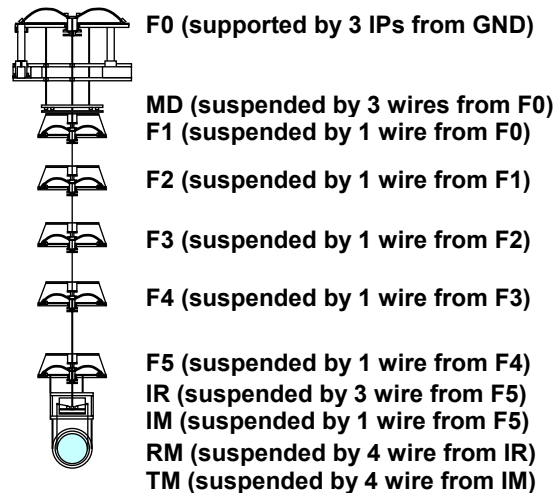 F0 (supported by 3 IPs from GND)
MD (suspended by 3 wires from F0)
F1 (suspended by 1 wire from F0)
F2 (suspended by 1 wire from F1)
F3 (suspended by 1 wire from F2)
F4 (suspended by 1 wire from F3)
F5 (suspended by 1 wire from F4)
IR (suspended by 3 wire from F5)
IM (suspended by 1 wire from F5)
RM (suspended by 4 wire from IR)
TM (suspended by 4 wire from IM)